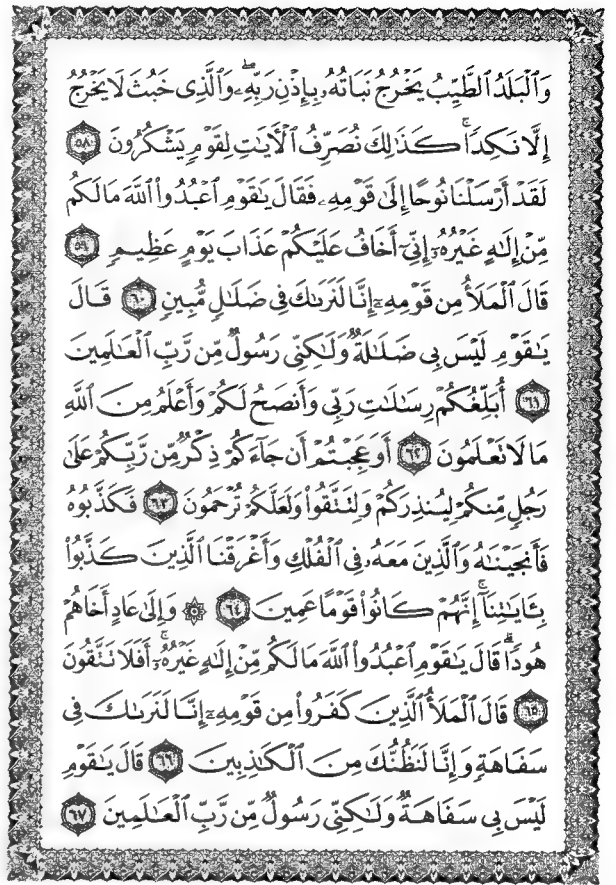 وَٱلْبَلَدُ ٱلطَّيِّبُ يَخْرُجُ نَبَاتُهُۥ بِإِذْنِ رَبِّهِۦۖ وَٱلَّذِى خَبُثَ لَا يَخْرُجُ
إِلَّا نَكِدًاۚ كَذَٰلِكَ نُصَرِّفُ ٱلْـَٔايَٰتِ لِقَوْمٍ يَشْكُرُونَ ٥٨
لَقَدْ أَرْسَلْنَا نُوحًا إِلَىٰ قَوْمِهِۦ فَقَالَ يَٰقَوْمِ ٱعْبُدُوا۟ ٱللَّهَ مَا لَكُم
مِّنْ إِلَٰهٍ غَيْرُهُۥٓ إِنِّىٓ أَخَافُ عَلَيْكُمْ عَذَابَ يَوْمٍ عَظِيمٍ ٥٩
قَالَ ٱلْمَلَأُ مِن قَوْمِهِۦٓ إِنَّا لَنَرَىٰكَ فِى ضَلَٰلٍ مُّبِينٍ ٦٠ قَالَ
يَٰقَوْمِ لَيْسَ بِى ضَلَٰلَةٌ وَلَٰكِنِّى رَسُولٌ مِّن رَّبِّ ٱلْعَٰلَمِينَ
٦١ أُبَلِّغُكُمْ رِسَٰلَٰتِ رَبِّى وَأَنصَحُ لَكُمْ وَأَعْلَمُ مِنَ ٱللَّهِ
مَا لَا تَعْلَمُونَ ٦٢ أَوَعَجِبْتُمْ أَن جَآءَكُمْ ذِكْرٌ مِّن رَّبِّكُمْ عَلَىٰ
رَجُلٍ مِّنكُمْ لِيُنذِرَكُمْ وَلِتَتَّقُوا۟ وَلَعَلَّكُمْ تُرْحَمُونَ ٦٣ فَكَذَّبُوهُ
فَأَنجَيْنَٰهُ وَٱلَّذِينَ مَعَهُۥ فِى ٱلْفُلْكِ وَأَغْرَقْنَا ٱلَّذِينَ كَذَّبُوا۟
بِـَٔايَٰتِنَآۚ إِنَّهُمْ كَانُوا۟ قَوْمًا عَمِينَ ٦٤ ۞ وَإِلَىٰ عَادٍ أَخَاهُمْ
هُودًاۗ قَالَ يَٰقَوْمِ ٱعْبُدُوا۟ ٱللَّهَ مَا لَكُم مِّنْ إِلَٰهٍ غَيْرُهُۥٓۚ أَفَلَا تَتَّقُونَ
٦٥ قَالَ ٱلْمَلَأُ ٱلَّذِينَ كَفَرُوا۟ مِن قَوْمِهِۦٓ إِنَّا لَنَرَىٰكَ فِى
سَفَاهَةٍ وَإِنَّا لَنَظُنُّكَ مِنَ ٱلْكَٰذِبِينَ ٦٦ قَالَ يَٰقَوْمِ
لَيْسَ بِى سَفَاهَةٌ وَلَٰكِنِّى رَسُولٌ مِّن رَّبِّ ٱلْعَٰلَمِينَ ٦٧